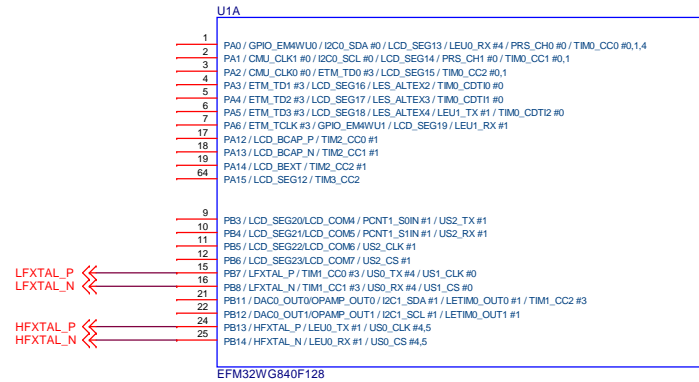 U1A
1 PA0 / GPIO_EM4WU0 / I2C0_SDA #0 / LCD_SEG13 / LEU0_RX #4 / PRS_CH0 #0 / TIM0_CC0 #0,1,4
2 PA1 / CMU_CLK1 #0 / I2C0_SCL #0 / LCD_SEG14 / PRS_CH1 #0 / TIM0_CC1 #0,1
3 PA2 / CMU_CLK0 #0 / ETM_TD0 #3 / LCD_SEG15 / TIM0_CC2 #0,1
4 PA3 / ETM_TD1 #3 / LCD_SEG16 / LES_ALTEX2 / TIM0_CDTI0 #0
5 PA4 / ETM_TD2 #3 / LCD_SEG17 / LES_ALTEX3 / TIM0_CDTI1 #0
6 PA5 / ETM_TD3 #3 / LCD_SEG18 / LES_ALTEX4 / LEU1_TX #1 / TIM0_CDTI2 #0
7 PA6 / ETM_TCLK #3 / GPIO_EM4WU1 / LCD_SEG19 / LEU1_RX #1
17 PA12 / LCD_BCAP_P / TIM2_CC0 #1
18 PA13 / LCD_BCAP_N / TIM2_CC1 #1
19 PA14 / LCD_BEXT / TIM2_CC2 #1
64 PA15 / LCD_SEG12 / TIM3_CC2
9 PB3 / LCD_SEG20/LCD_COM4 / PCNT1_S0IN #1 / US2_TX #1
10 PB4 / LCD_SEG21/LCD_COM5 / PCNT1_S1IN #1 / US2_RX #1
11 PB5 / LCD_SEG22/LCD_COM6 / US2_CLK #1
12 PB6 / LCD_SEG23/LCD_COM7 / US2_CS #1
LFXTAL_P 15 PB7 / LFXTAL_P / TIM1_CC0 #3 / US0_TX #4 / US1_CLK #0
LFXTAL_N 16 PB8 / LFXTAL_N / TIM1_CC1 #3 / US0_RX #4 / US1_CS #0
21 PB11 / DAC0_OUT0/OPAMP_OUT0 / I2C1_SDA #1 / LETIM0_OUT0 #1 / TIM1_CC2 #3
22 PB12 / DAC0_OUT1/OPAMP_OUT1 / I2C1_SCL #1 / LETIM0_OUT1 #1
HFXTAL_P 24 PB13 / HFXTAL_P / LEU0_TX #1 / US0_CLK #4,5
HFXTAL_N 25 PB14 / HFXTAL_N / LEU0_RX #1 / US0_CS #4,5
EFM32WG840F128